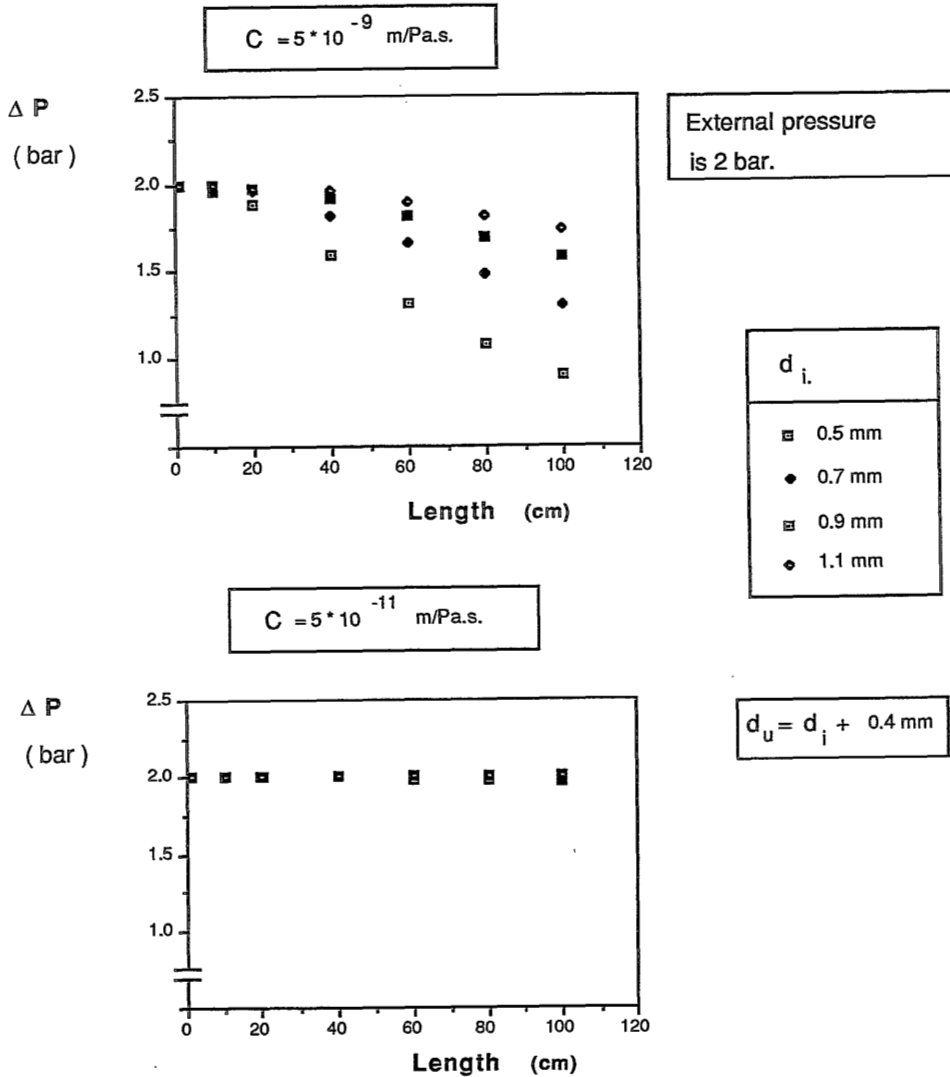 C = 5 * 10 -9 m/Pa.s.
Δ P
( bar )
2.5
2.0
1.5
1.0
0 20 40 60 80 100 120
Length (cm)
External pressure
is 2 bar.
d i.
0.5 mm
0.7 mm
0.9 mm
1.1 mm
C = 5 * 10 -11 m/Pa.s.
Δ P
( bar )
2.5
2.0
1.5
1.0
0 20 40 60 80 100 120
Length (cm)
d u = d i + 0.4 mm